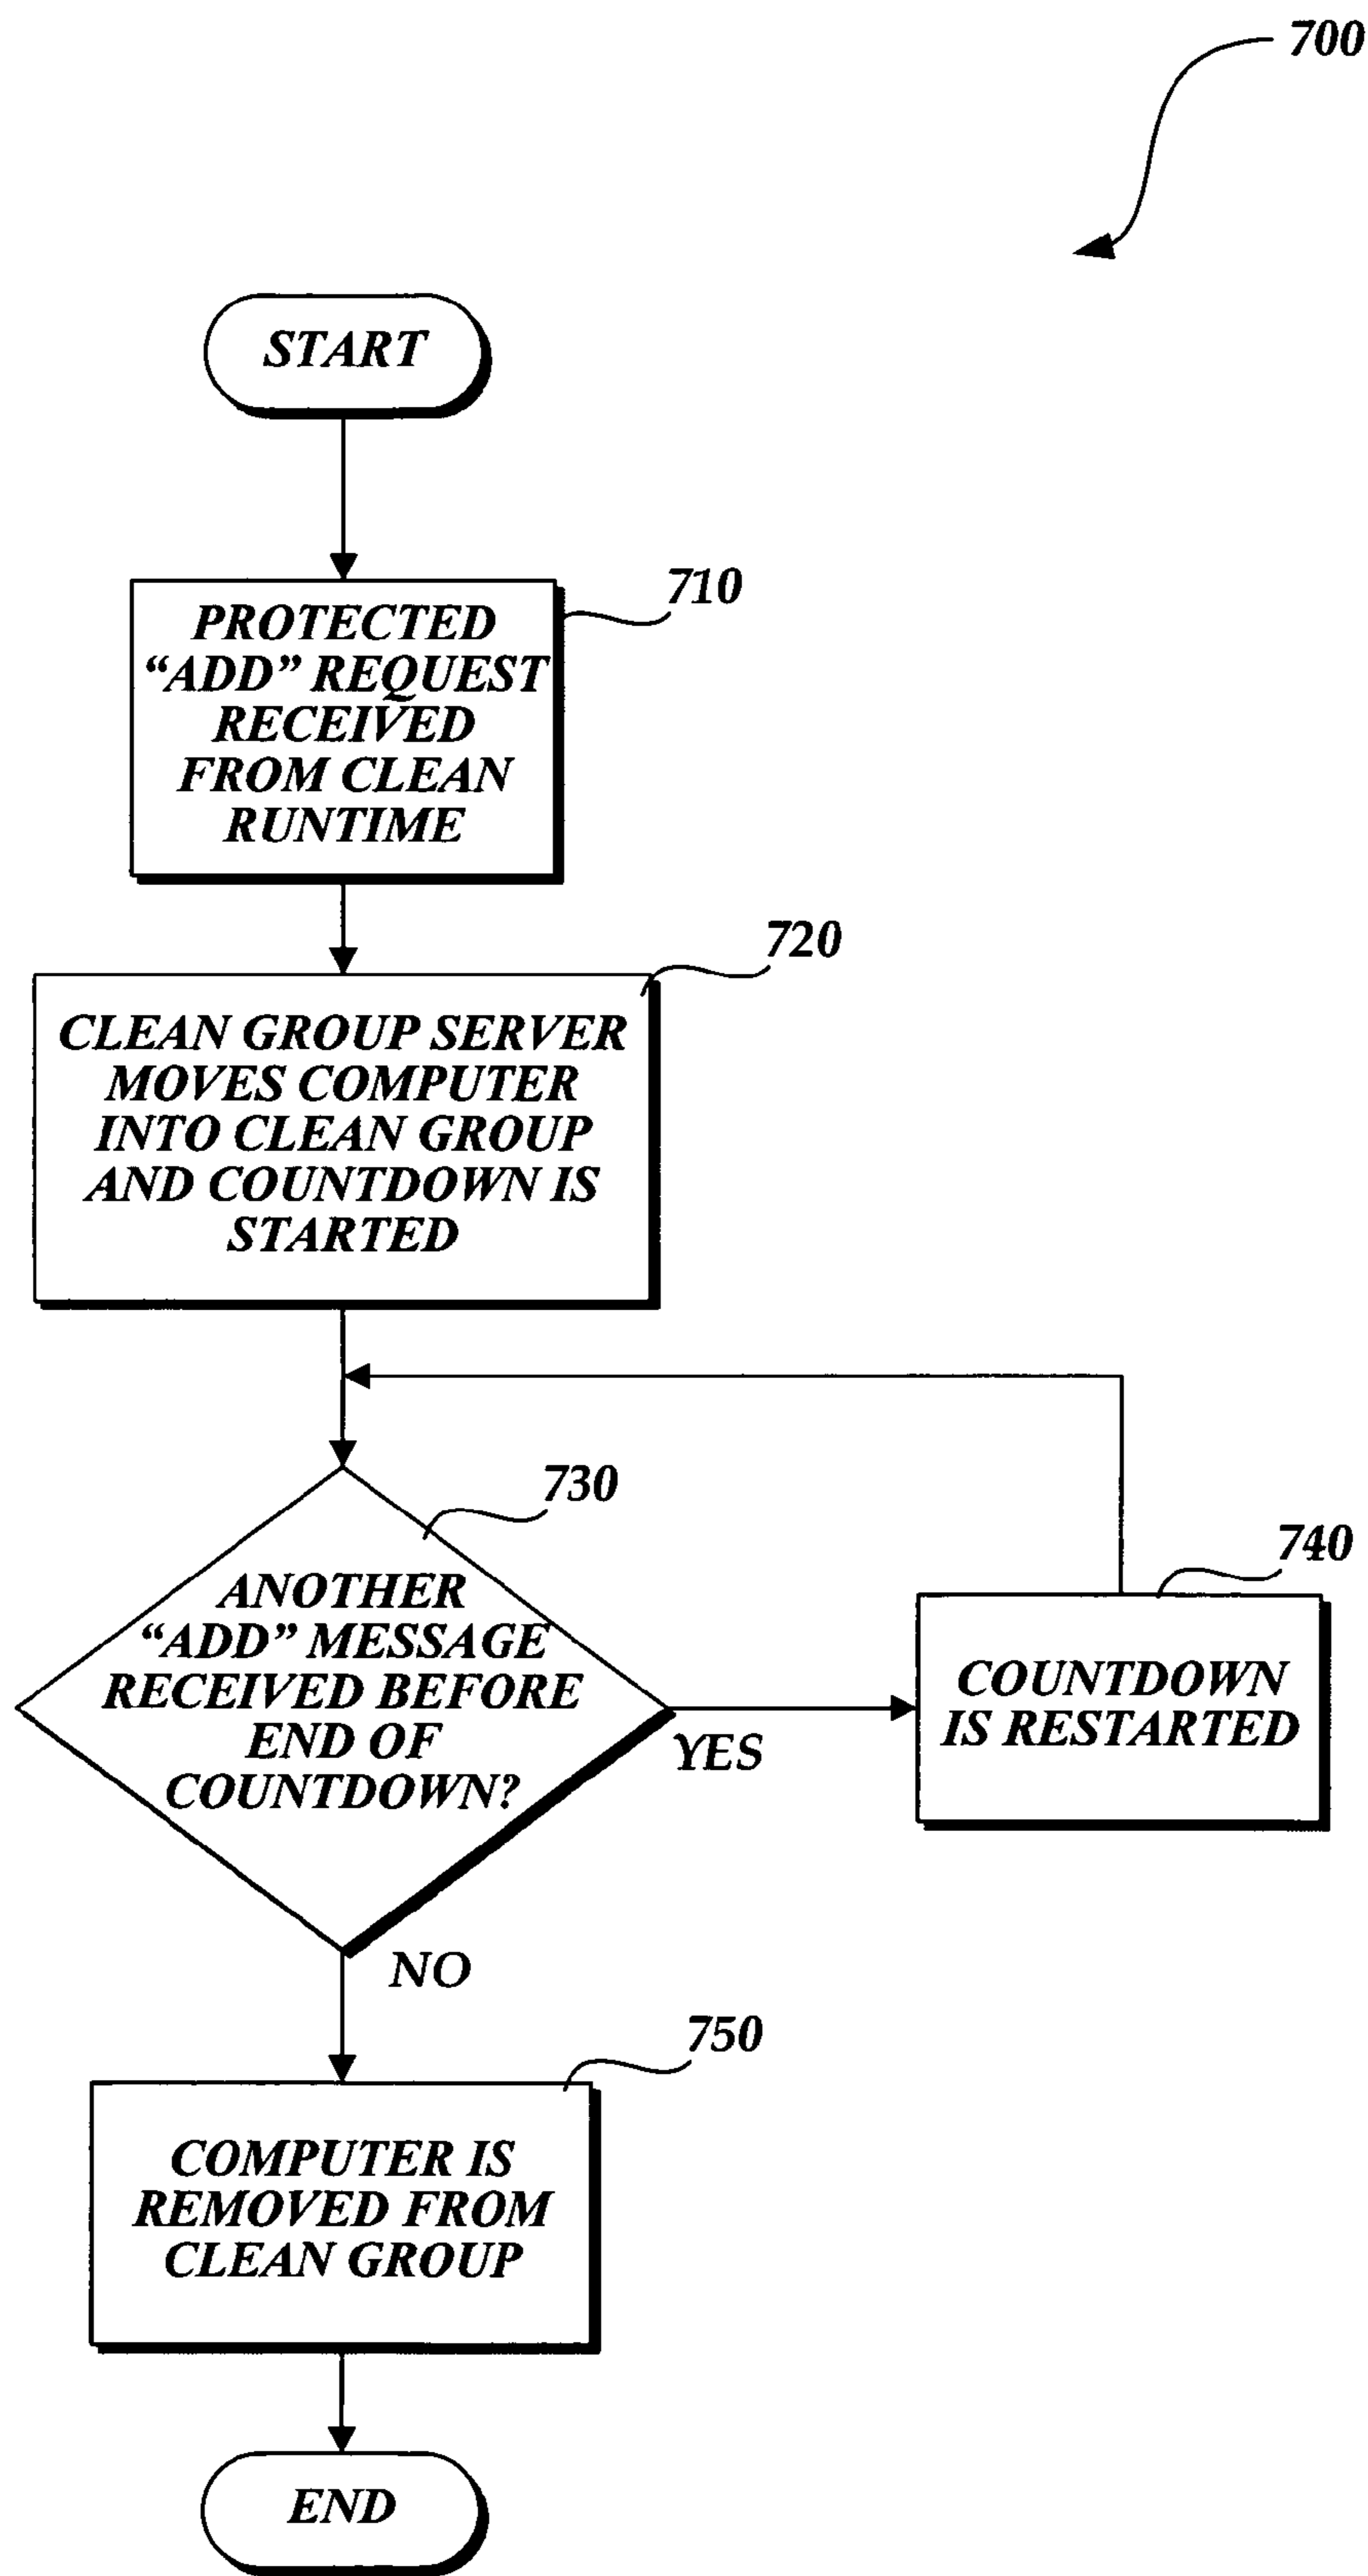 700
START
710
PROTECTED
“ADD” REQUEST
RECEIVED
FROM CLEAN
RUNTIME
720
CLEAN GROUP SERVER
MOVES COMPUTER
INTO CLEAN GROUP
AND COUNTDOWN IS
STARTED
730
ANOTHER
“ADD” MESSAGE
RECEIVED BEFORE
END OF
COUNTDOWN?
YES
740
COUNTDOWN
IS RESTARTED
NO
750
COMPUTER IS
REMOVED FROM
CLEAN GROUP
END